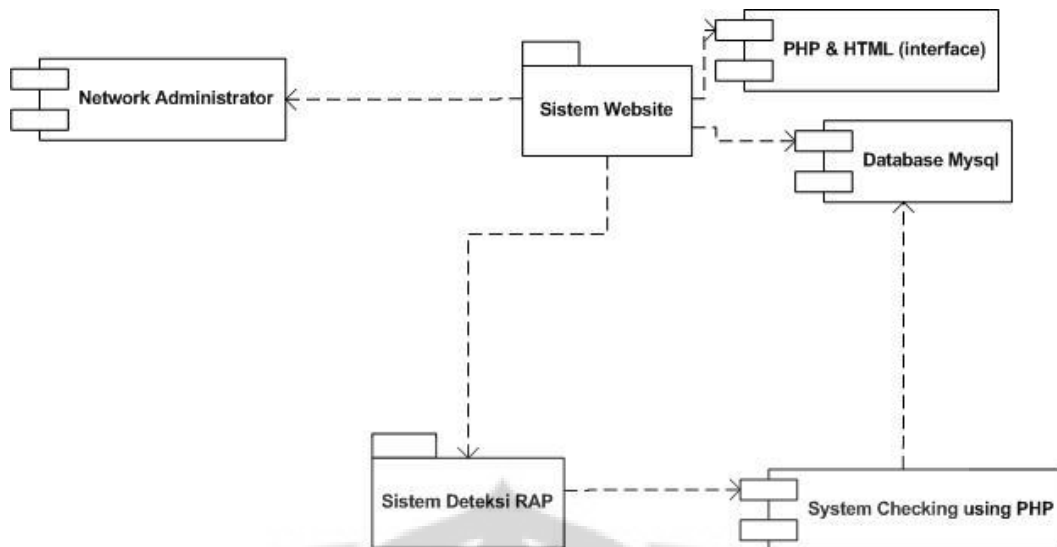 PHP & HTML (interface)
Network Administrator
Sistem Website
Database Mysql
Sistem Deteksi RAP
System Checking using PHP